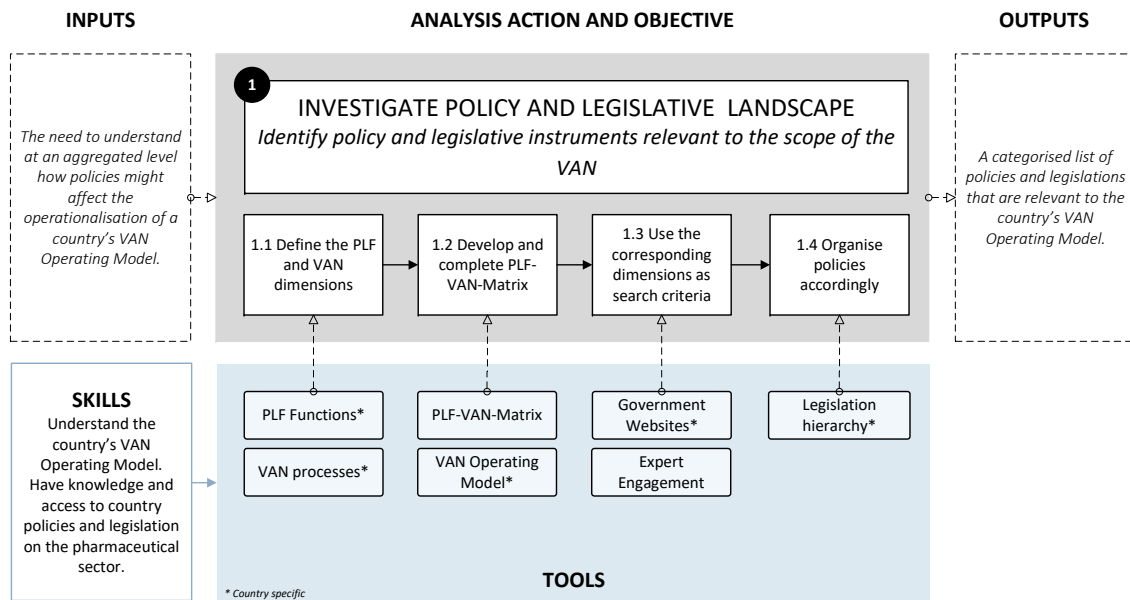 INPUTS
ANALYSIS ACTION AND OBJECTIVE
OUTPUTS
The need to understand
at an aggregated level
how policies might
affect the
operationalisation of a
country's VAN
Operating Model.
1
INVESTIGATE POLICY AND LEGISLATIVE LANDSCAPE
Identify policy and legislative instruments relevant to the scope of the
VAN
A categorised list of
policies and legislations
that are relevant to the
country's VAN
Operating Model.
1.1 Define the PLF
and VAN
dimensions
1.2 Develop and
complete PLF-
VAN-Matrix
1.3 Use the
corresponding
dimensions as
search criteria
1.4 Organise
policies
accordingly
SKILLS
Understand the
country's VAN
Operating Model.
Have knowledge and
access to country
policies and legislation
on the pharmaceutical
sector.
PLF Functions*
PLF-VAN-Matrix
Government
Websites*
Legislation
hierarchy*
VAN processes*
VAN Operating
Model*
Expert
Engagement
TOOLS
* Country specific